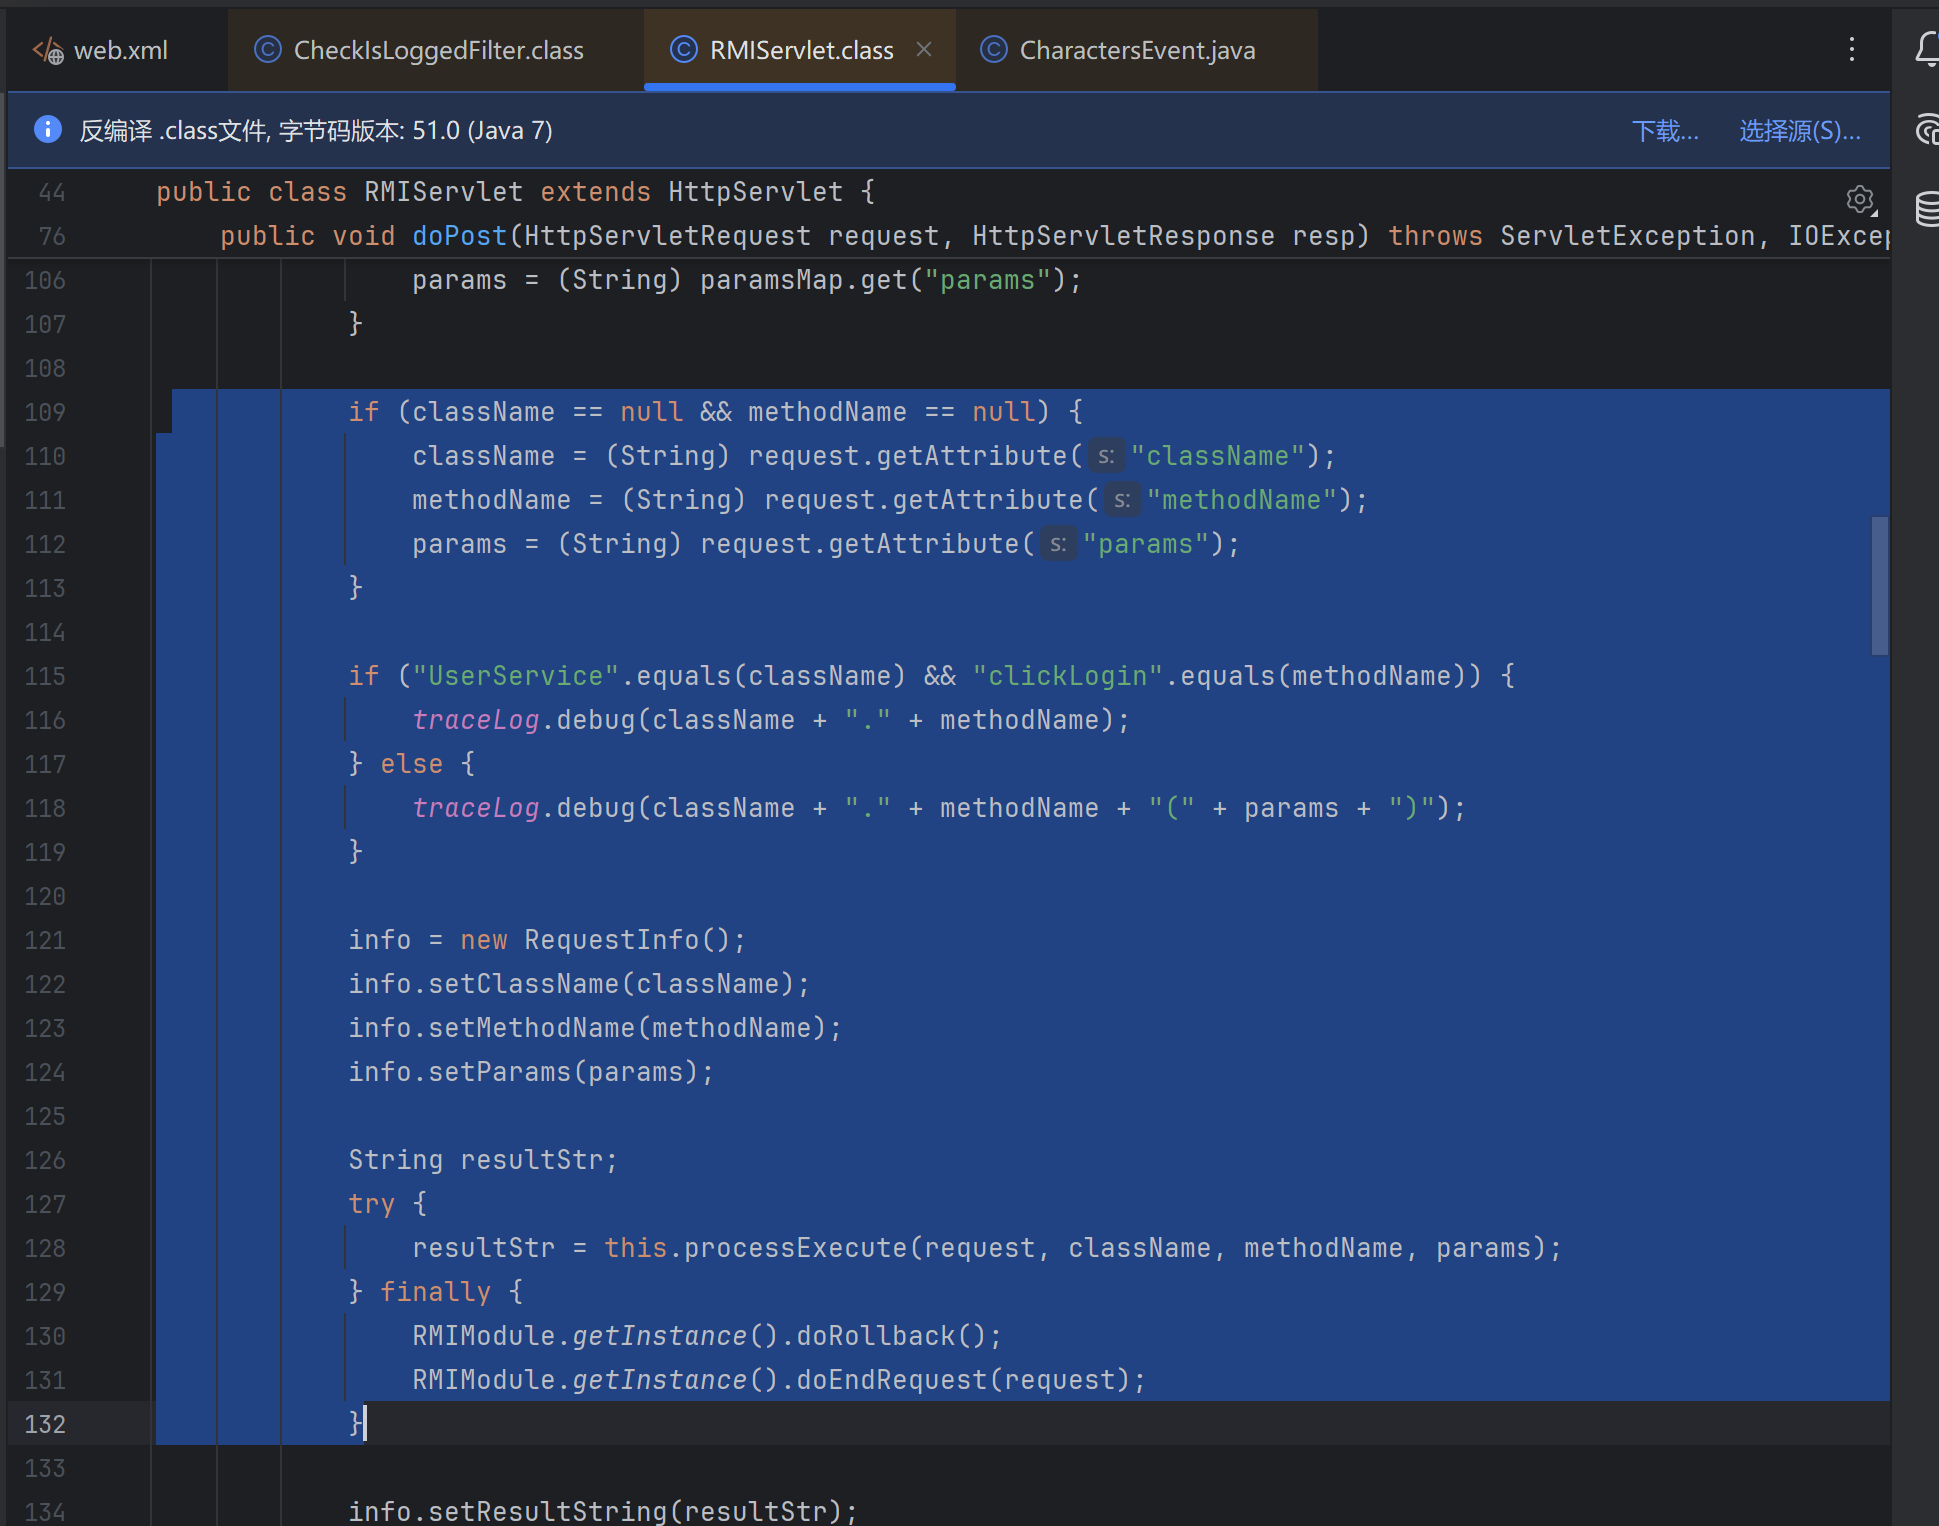 web.xml
CheckIsLoggedFilter.class
RMIServlet.class
CharactersEvent.java
反编译 .class文件, 字节码版本: 51.0 (Java 7)
下载...
选择源(S)...
44 public class RMIServlet extends HttpServlet {
76 public void doPost(HttpServletRequest request, HttpServletResponse resp) throws ServletException, IOExcep
106 params = (String) paramsMap.get("params");
107 }
108
109 if (className == null && methodName == null) {
110 className = (String) request.getAttribute( s: "className");
111 methodName = (String) request.getAttribute( s: "methodName");
112 params = (String) request.getAttribute( s: "params");
113 }
114
115 if ("UserService".equals(className) && "clickLogin".equals(methodName)) {
116 traceLog.debug(className + "." + methodName);
117 } else {
118 traceLog.debug(className + "." + methodName + "(" + params + ")");
119 }
120
121 info = new RequestInfo();
122 info.setClassName(className);
123 info.setMethodName(methodName);
124 info.setParams(params);
125
126 String resultStr;
127 try {
128 resultStr = this.processExecute(request, className, methodName, params);
129 } finally {
130 RMIModule.getInstance().doRollback();
131 RMIModule.getInstance().doEndRequest(request);
132 }
133
134 info.setResultString(resultStr);